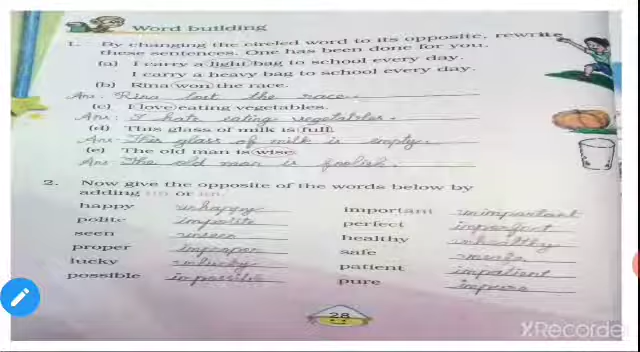 Word building
1. By changing the circled word to its opposite, rewrite
these sentences. One has been done for you.
(a) I carry a light bag to school every day.
I carry a heavy bag to school every day.
(b) Rina won the race.
Ans: Rina lost the race.
(c) I love eating vegetables.
Ans: I hate eating vegetables.
(d) This glass of milk is full.
Ans: This glass of milk is empty.
(e) The old man is wise.
Ans: The old man is foolish.
2. Now give the opposite of the words below by
adding im or un.
happy unhappy
polite impolite
seen unseen
proper improper
lucky unlucky
possible impossible
important unimportant
perfect imperfect
healthy unhealthy
safe unsafe
patient impatient
pure impure
28
XRecorder